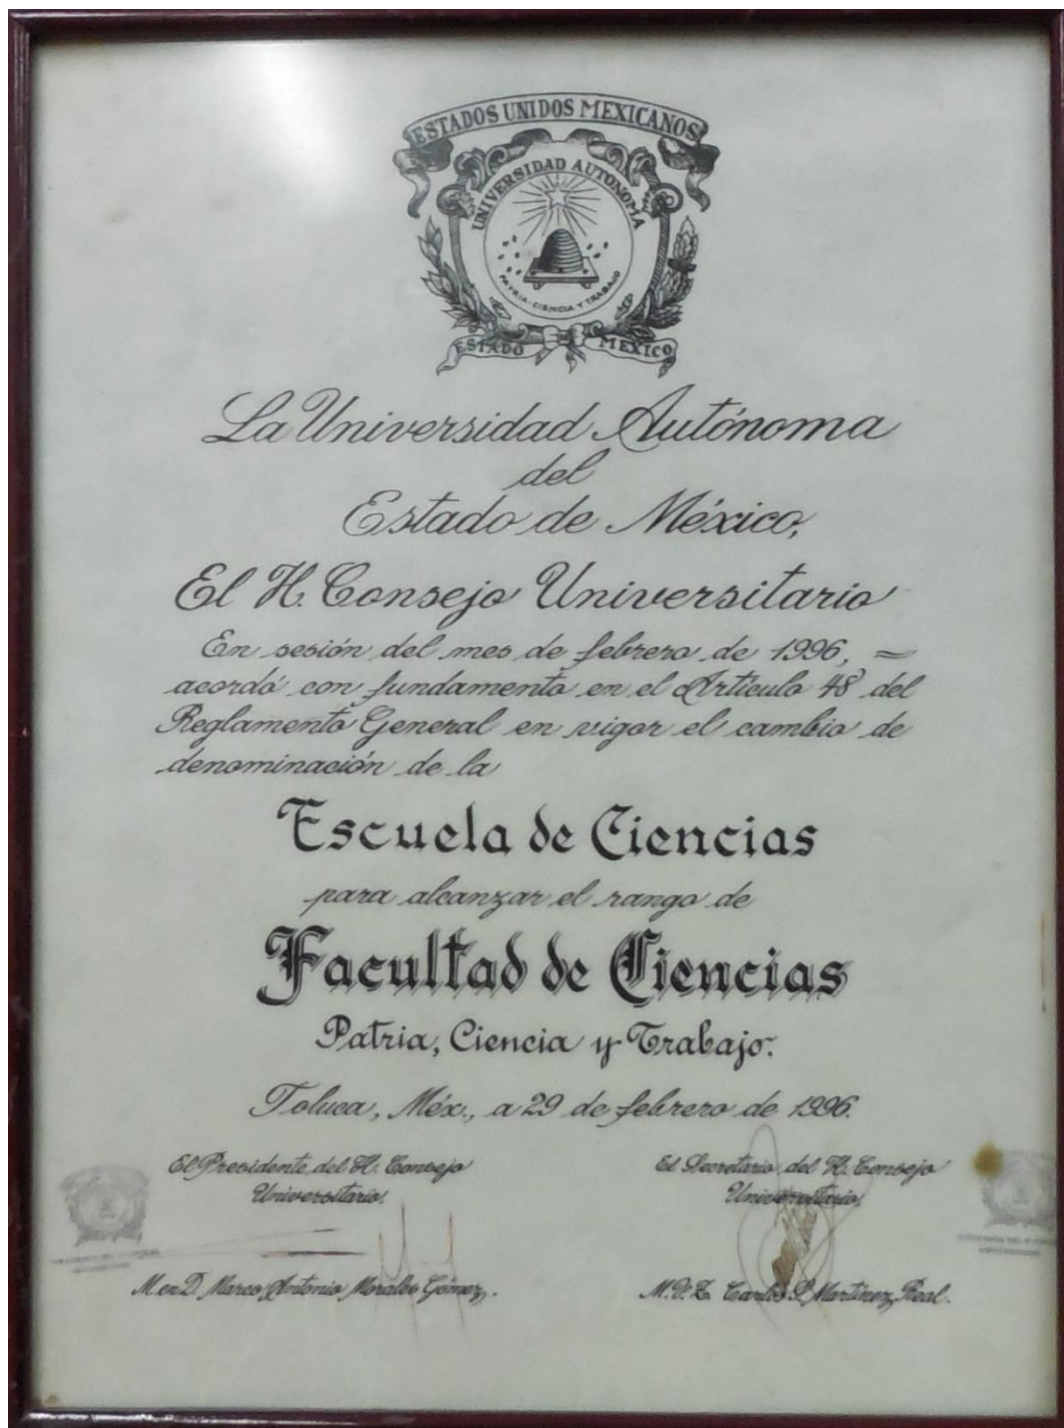 ESTADOS UNIDOS MEXICANOS
UNIVERSIDAD AUTONOMA
PATRIA·CIENCIA Y TRABAJO
ESTADO MEXICO
La Universidad Autónoma
del
Estado de México,
El H. Consejo Universitario
En sesión del mes de febrero de 1996, =
acordó con fundamento en el Artículo 48 del
Reglamento General en vigor el cambio de
denominación de la
Escuela de Ciencias
para alcanzar el rango de
Facultad de Ciencias
Patria, Ciencia y Trabajo.
Toluca, Méx., a 29 de febrero de 1996.
El Presidente del H. Consejo
Universitario.
El Secretario del H. Consejo
Universitario,
M. en D. Marco Antonio Morales Gómez.
Carlos Martínez Real.